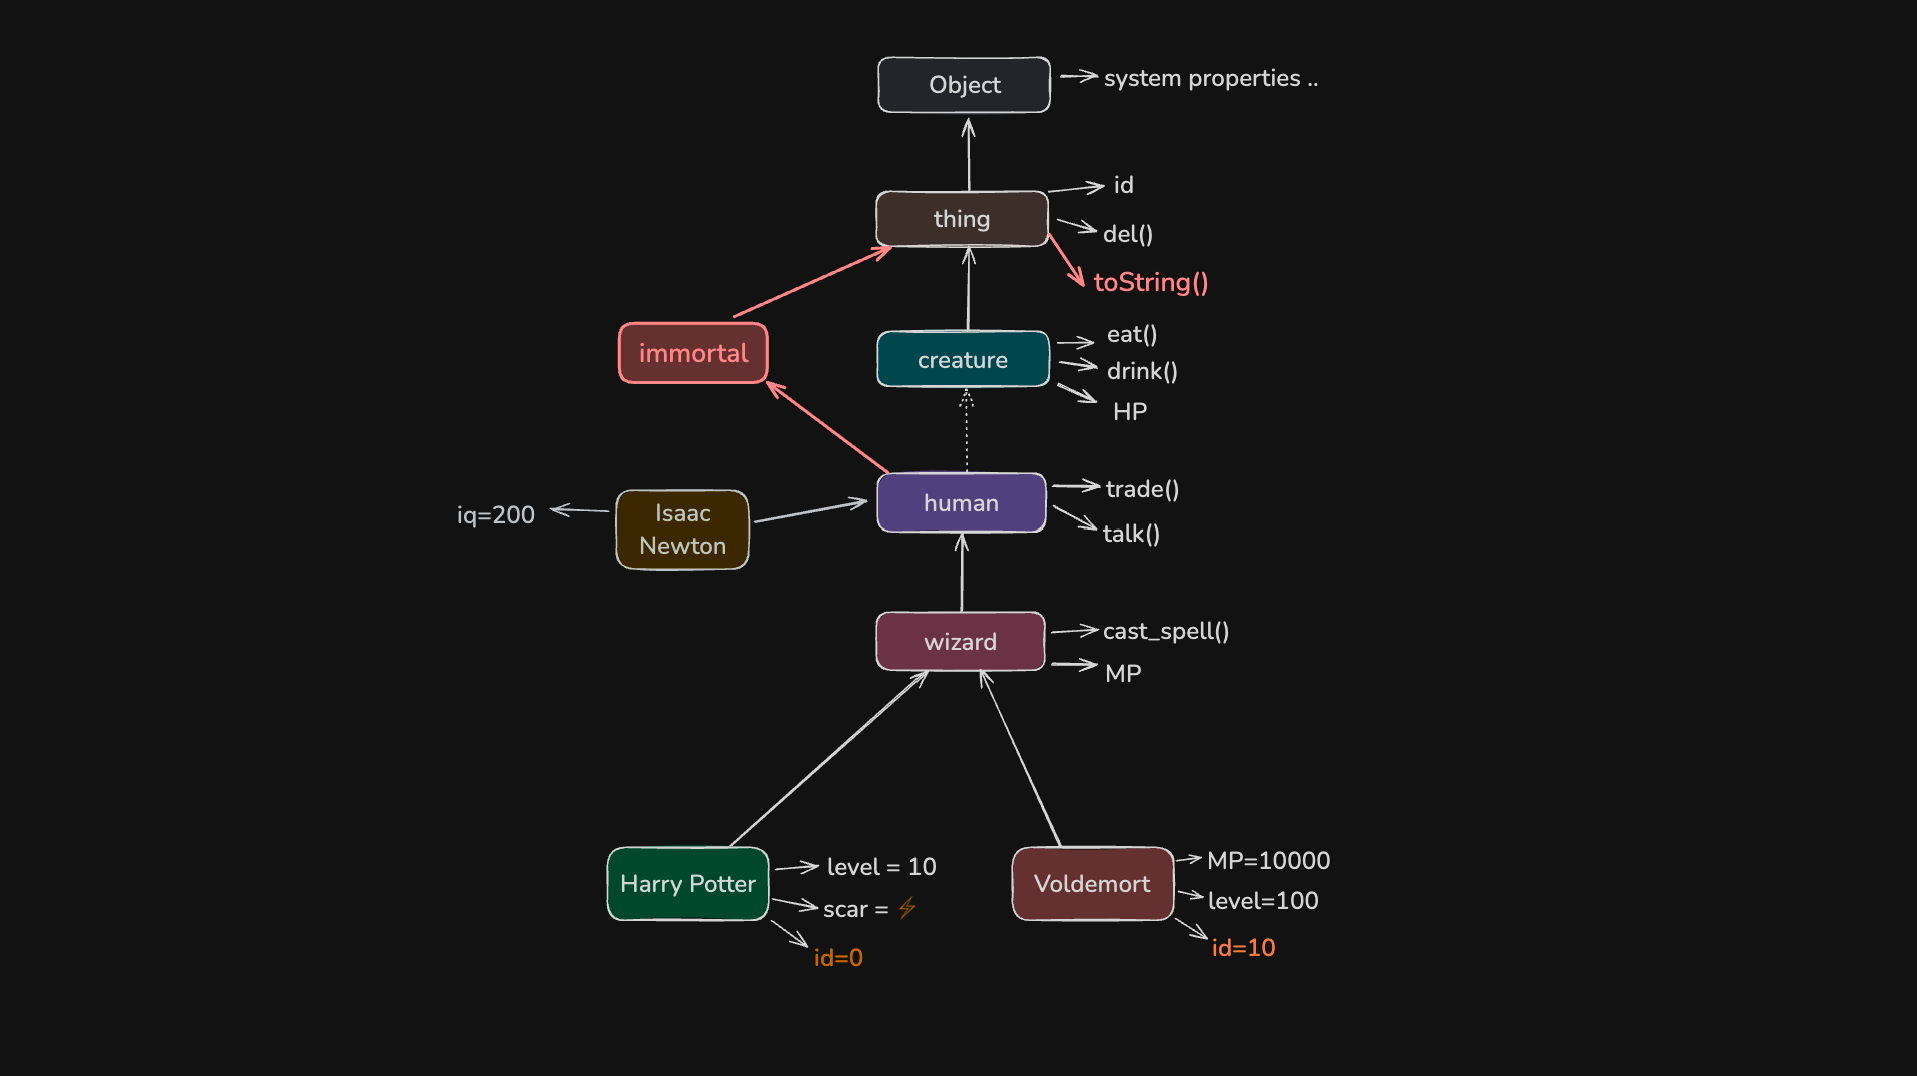 Object
system properties ..
thing
id
del()
toString()
immortal
creature
eat()
drink()
HP
iq=200
Isaac
Newton
human
trade()
talk()
wizard
cast_spell()
MP
Harry Potter
level = 10
scar = ⚡
id=0
Voldemort
MP=10000
level=100
id=10